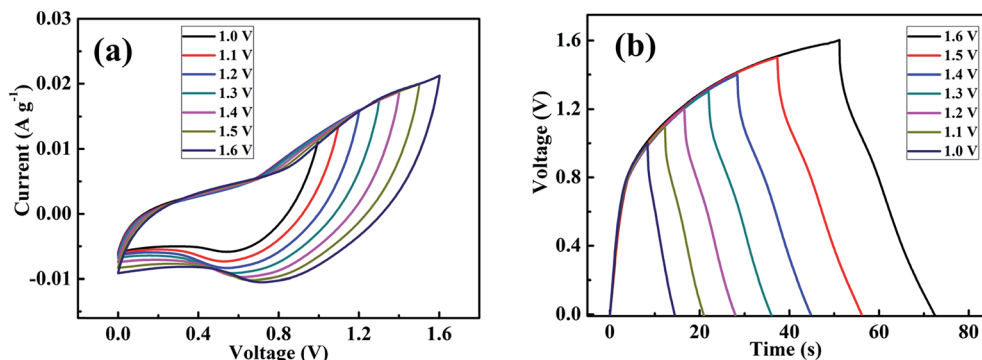 (a)
1.0 V
1.1 V
1.2 V
1.3 V
1.4 V
1.5 V
1.6 V
0.03
0.02
0.01
0.00
-0.01
Current (A g⁻¹)
0.0 0.4 0.8 1.2 1.6
Voltage (V)
(b)
1.6 V
1.5 V
1.4 V
1.3 V
1.2 V
1.1 V
1.0 V
1.6
1.2
0.8
0.4
0.0
Voltage (V)
0 20 40 60 80
Time (s)